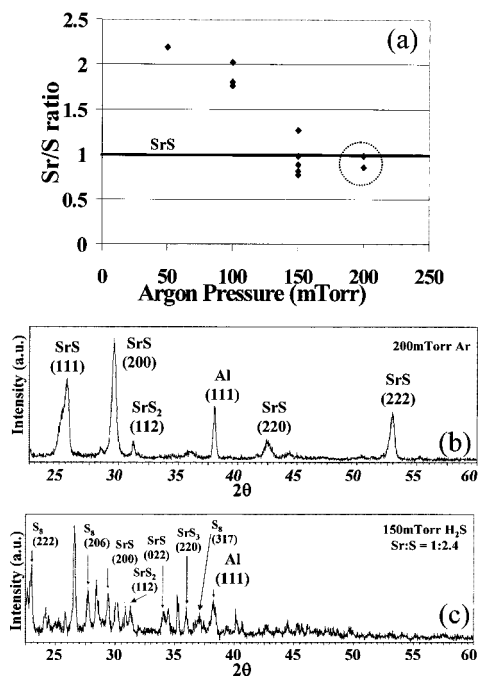 (a)
2.5
2
1.5
1
0.5
0
Sr/S ratio
SrS
0 50 100 150 200 250
Argon Pressure (mTorr)
200mTorr Ar
SrS
(111)
SrS
(200)
SrS2
(112)
Al
(111)
SrS
(220)
SrS
(222)
(b)
Intensity (a.u.)
25 30 35 40 45 50 55 60
2θ
150mTorr H2S
Sr:S = 1:2.4
S8
(222)
S8
(206)
SrS
(200)
SrS2
(112)
SrS
(022)
SrS3
(220)
S8
(317)
Al
(111)
(c)
Intensity (a.u.)
25 30 35 40 45 50 55 60
2θ